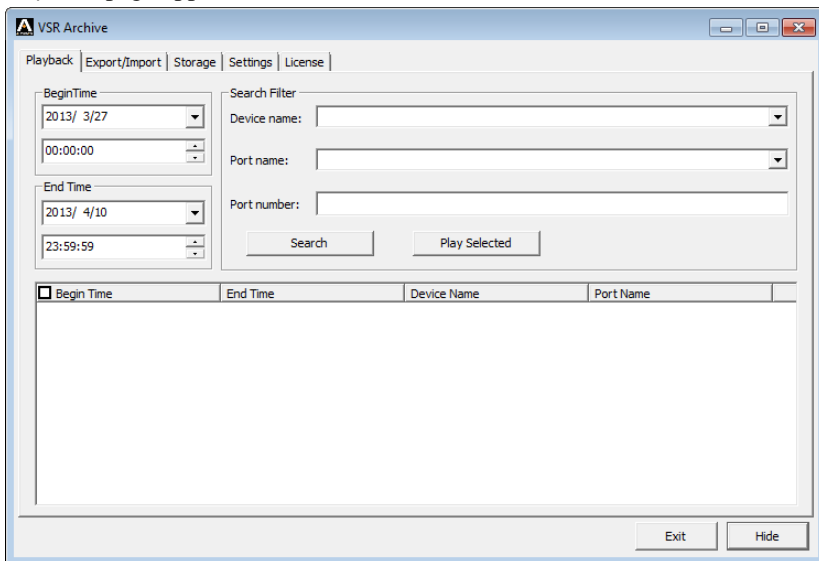 VSR Archive
Playback Export/Import Storage Settings License
BeginTime
2013/ 3/27
00:00:00
End Time
2013/ 4/10
23:59:59
Search Filter
Device name:
Port name:
Port number:
Search Play Selected
Begin Time End Time Device Name Port Name
Exit Hide